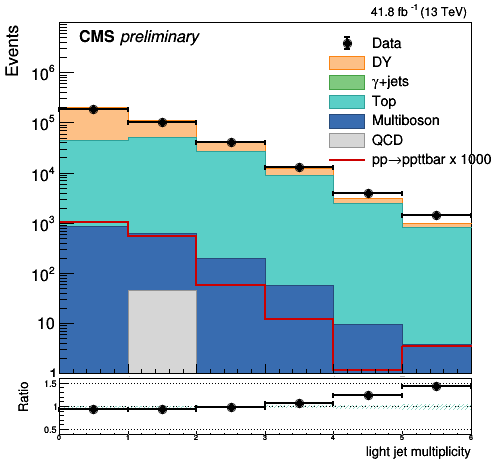 41.8 fb⁻¹ (13 TeV)
CMS preliminary
Events
Data
DY
γ+jets
Top
Multiboson
QCD
pp→ppttbar x 1000
10⁶
10⁵
10⁴
10³
10²
10
1
Ratio
1.5
1
0.5
0 1 2 3 4 5 6
light jet multiplicity